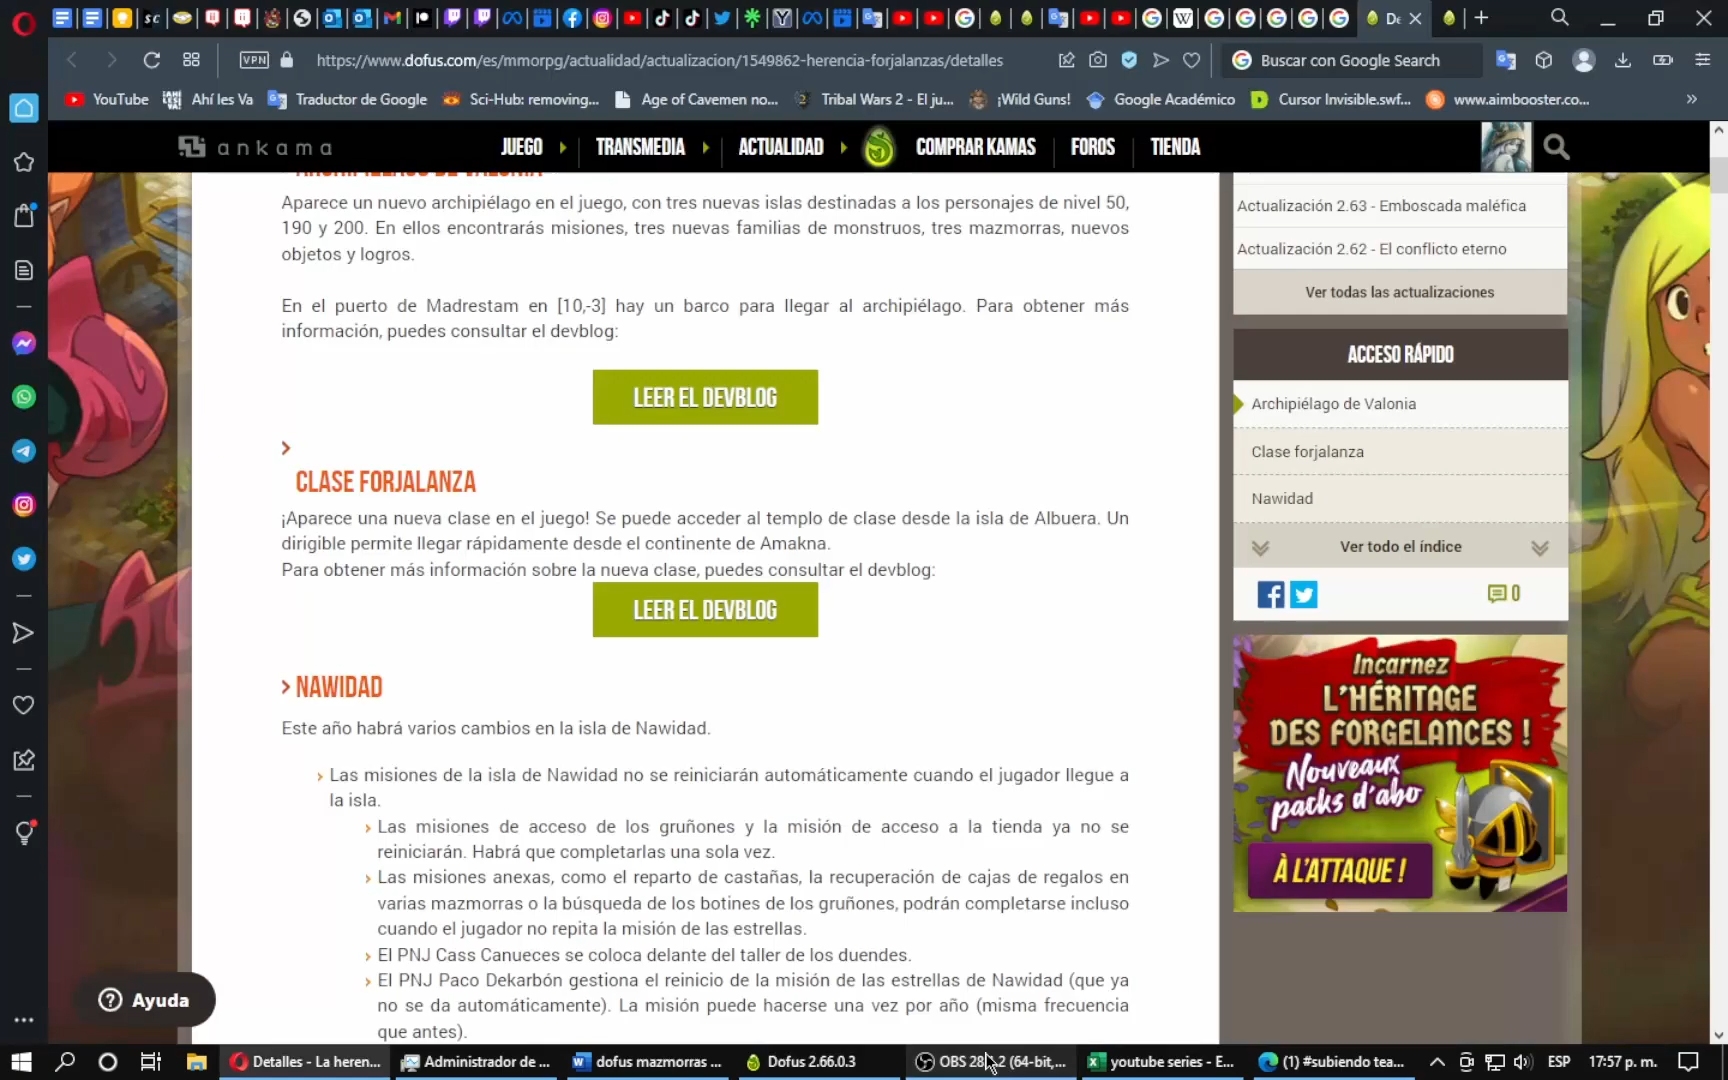 De
VPN
https://www.dofus.com/es/mmorpg/actualidad/actualizacion/1549862-herencia-forjalanzas/detalles
Buscar con Google Search
YouTube
Ahí les Va
Traductor de Google
Sci-Hub: removing...
Age of Cavemen no...
Tribal Wars 2 - El ju...
¡Wild Guns!
Google Académico
Cursor Invisible.swf...
www.aimbooster.co...
ankama
JUEGO
TRANSMEDIA
ACTUALIDAD
COMPRAR KAMAS
FOROS
TIENDA
ARCHIPIÉLAGO DE VALONIA
Aparece un nuevo archipiélago en el juego, con tres nuevas islas destinadas a los personajes de nivel 50,
190 y 200. En ellos encontrarás misiones, tres nuevas familias de monstruos, tres mazmorras, nuevos
objetos y logros.
En el puerto de Madrestam en [10,-3] hay un barco para llegar al archipiélago. Para obtener más
información, puedes consultar el devblog:
LEER EL DEVBLOG
CLASE FORJALANZA
¡Aparece una nueva clase en el juego! Se puede acceder al templo de clase desde la isla de Albuera. Un
dirigible permite llegar rápidamente desde el continente de Amakna.
Para obtener más información sobre la nueva clase, puedes consultar el devblog:
LEER EL DEVBLOG
NAWIDAD
Este año habrá varios cambios en la isla de Nawidad.
Las misiones de la isla de Nawidad no se reiniciarán automáticamente cuando el jugador llegue a
la isla.
Las misiones de acceso de los gruñones y la misión de acceso a la tienda ya no se
reiniciarán. Habrá que completarlas una sola vez.
Las misiones anexas, como el reparto de castañas, la recuperación de cajas de regalos en
varias mazmorras o la búsqueda de los botines de los gruñones, podrán completarse incluso
cuando el jugador no repita la misión de las estrellas.
El PNJ Cass Canueces se coloca delante del taller de los duendes.
El PNJ Paco Dekarbón gestiona el reinicio de la misión de las estrellas de Nawidad (que ya
no se da automáticamente). La misión puede hacerse una vez por año (misma frecuencia
que antes).
Actualización 2.63 - Emboscada maléfica
Actualización 2.62 - El conflicto eterno
Ver todas las actualizaciones
ACCESO RÁPIDO
Archipiélago de Valonia
Clase forjalanza
Nawidad
Ver todo el índice
0
Incarnez
L'HÉRITAGE
DES FORGELANCES !
Nouveaux
packs d'abo
À L'ATTAQUE !
Ayuda
Detalles - La heren...
Administrador de ...
dofus mazmorras ...
Dofus 2.66.0.3
OBS 28.1.2 (64-bit,...
youtube series - E...
(1) #subiendo tea...
ESP
17:57 p. m.